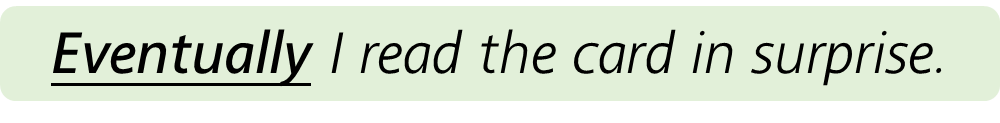 Eventually I read the card in surprise.